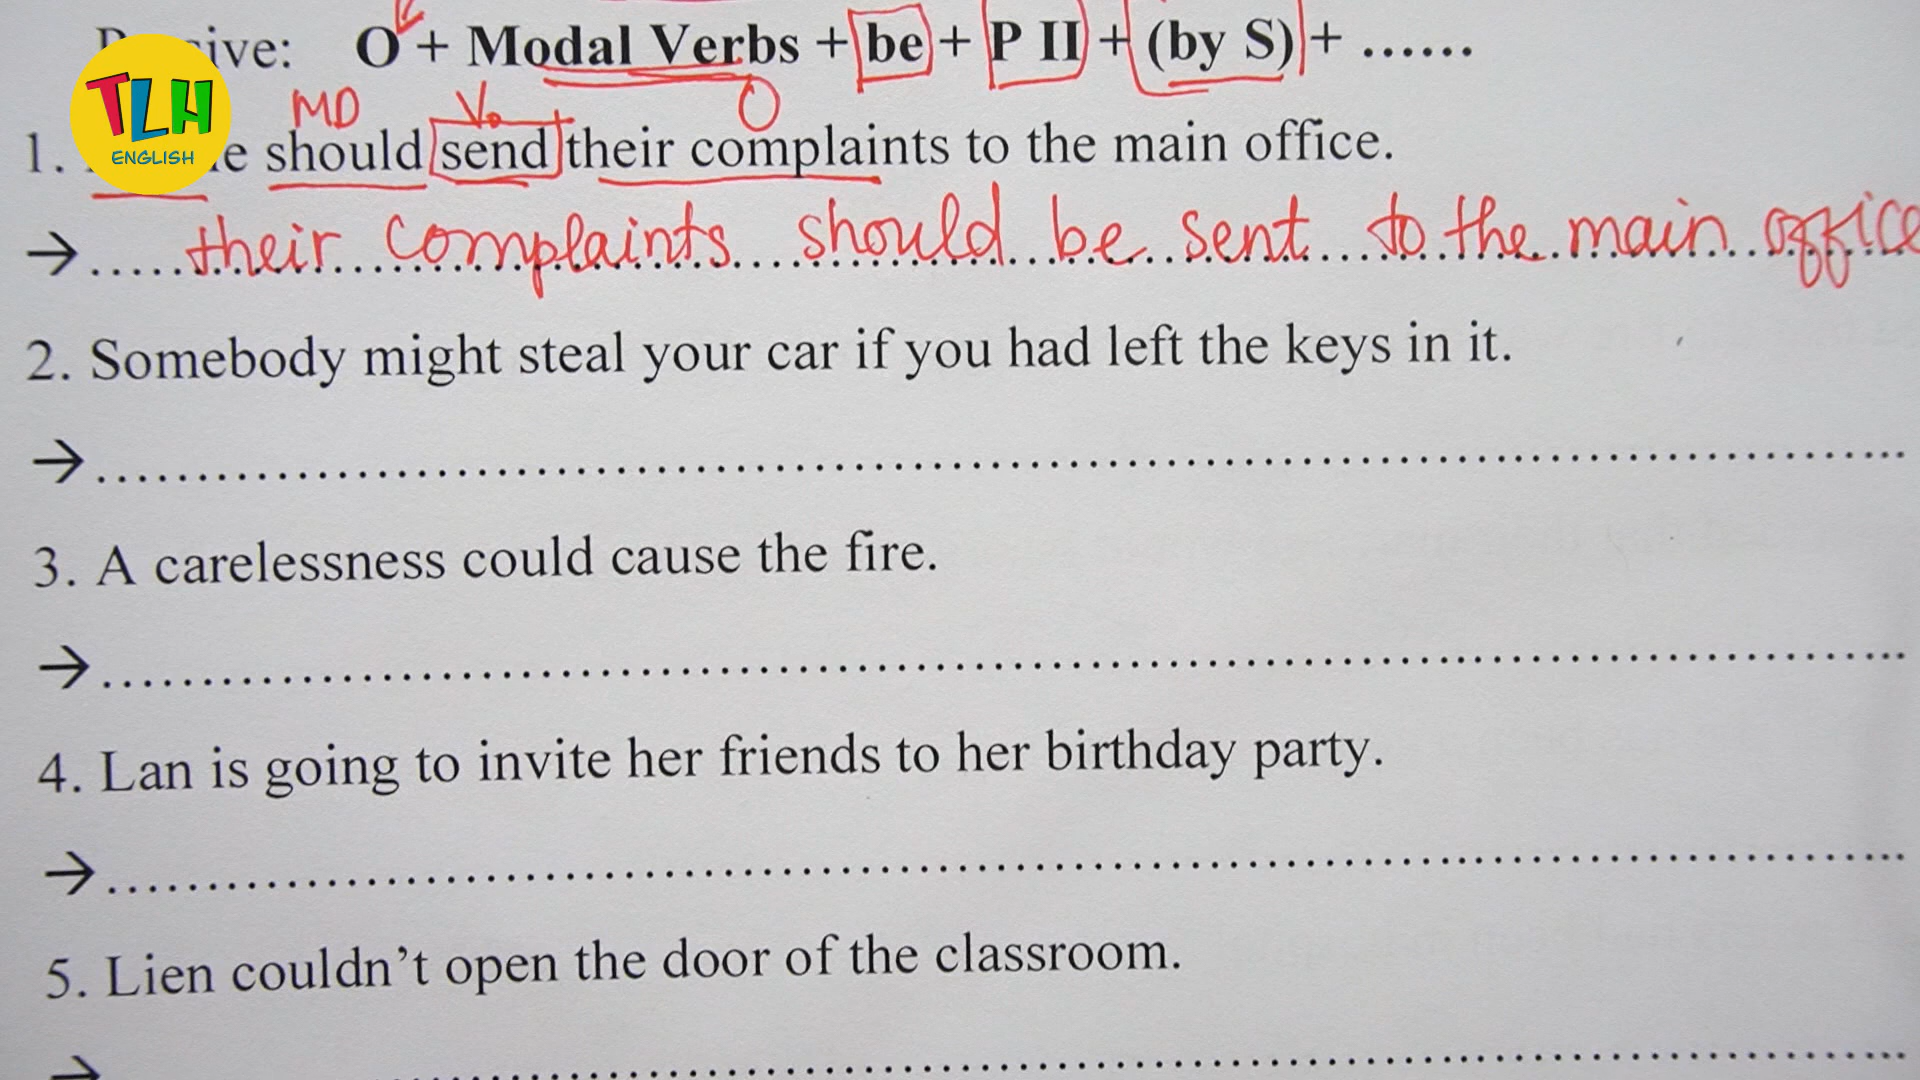 O + Modal Verbs + be + P II + (by S) + ......
MD V₀ O
1. should send their complaints to the main office.
→ their complaints should be sent to the main office
2. Somebody might steal your car if you had left the keys in it.
→
3. A carelessness could cause the fire.
→
4. Lan is going to invite her friends to her birthday party.
→
5. Lien couldn’t open the door of the classroom.
→
TLH
ENGLISH